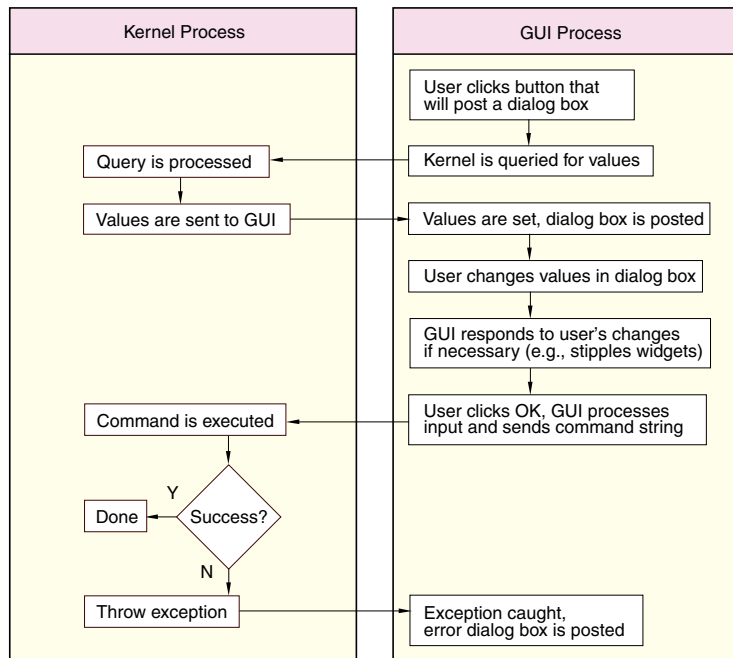 Kernel Process
GUI Process
User clicks button that
will post a dialog box
Query is processed
Kernel is queried for values
Values are sent to GUI
Values are set, dialog box is posted
User changes values in dialog box
GUI responds to user’s changes
if necessary (e.g., stipples widgets)
Command is executed
User clicks OK, GUI processes
input and sends command string
Y
Done
Success?
N
Throw exception
Exception caught,
error dialog box is posted